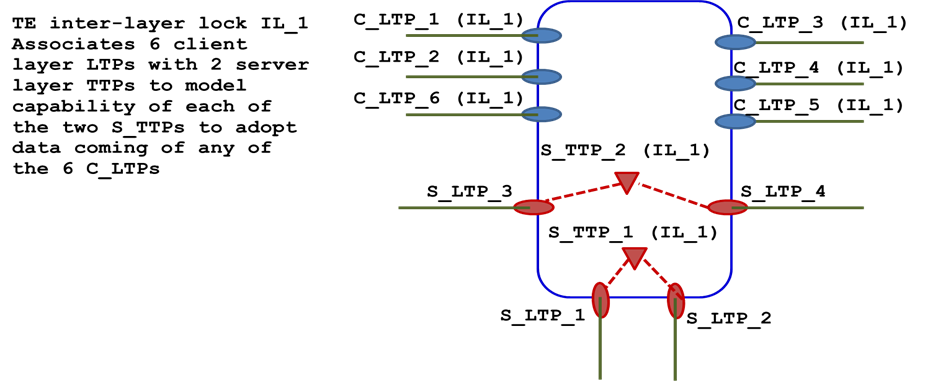 TE inter-layer lock IL_1
Associates 6 client
layer LTPs with 2 server
layer TTPs to model
capability of each of
the two S_TTPs to adopt
data coming of any of
the 6 C_LTPs
C_LTP_1 (IL_1)
C_LTP_3 (IL_1)
C_LTP_2 (IL_1)
C_LTP_4 (IL_1)
C_LTP_6 (IL_1)
C_LTP_5 (IL_1)
S_TTP_2 (IL_1)
S_LTP_3
S_LTP_4
S_TTP_1 (IL_1)
S_LTP_1
S_LTP_2